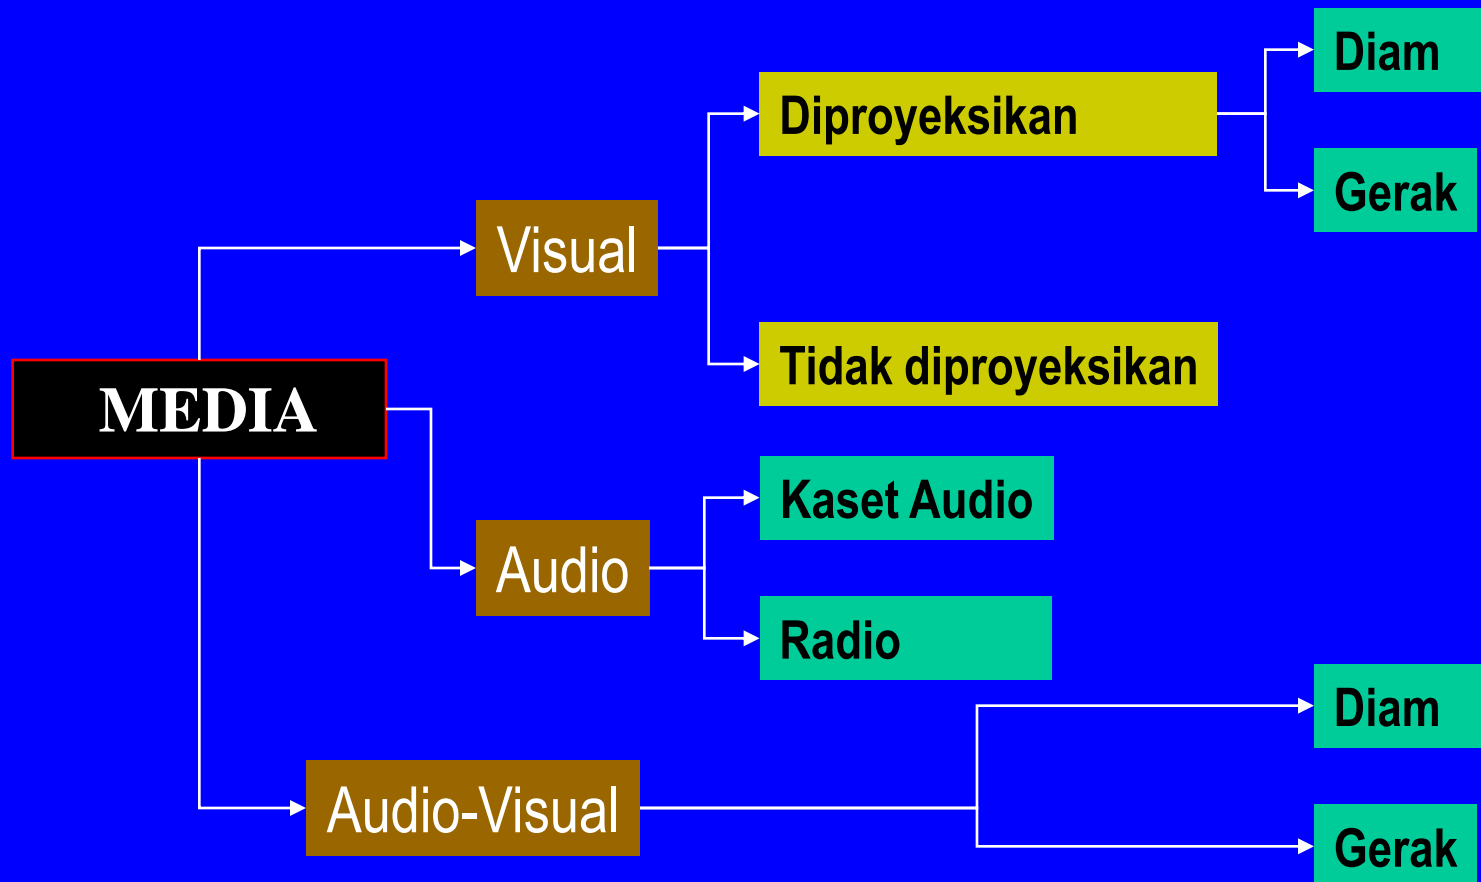 Diam
Diproyeksikan
Gerak
Visual
Tidak diproyeksikan
MEDIA
Kaset Audio
Audio
Radio
Diam
Audio-Visual
Gerak